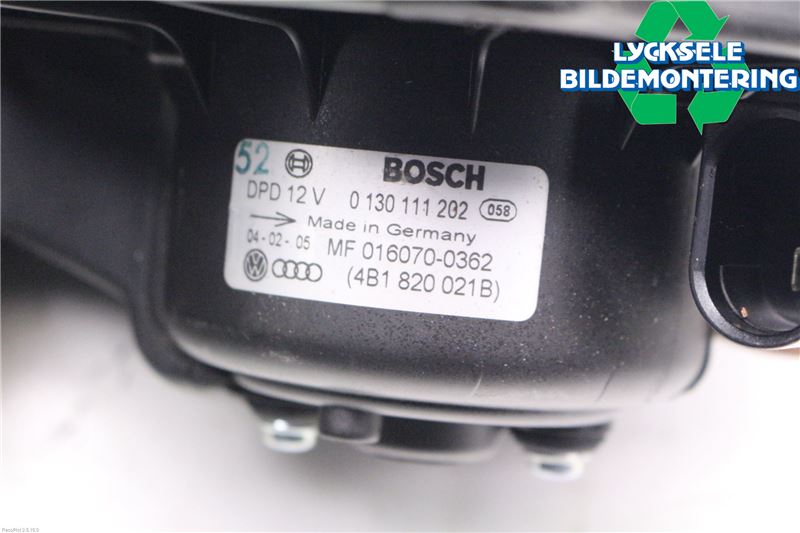 LYCKSELE
BILDEMONTERING
52 BOSCH
DPD 12 V 0 130 111 202 058
Made in Germany
04-02-05 MF 016070-0362
(4B1 820 021B)